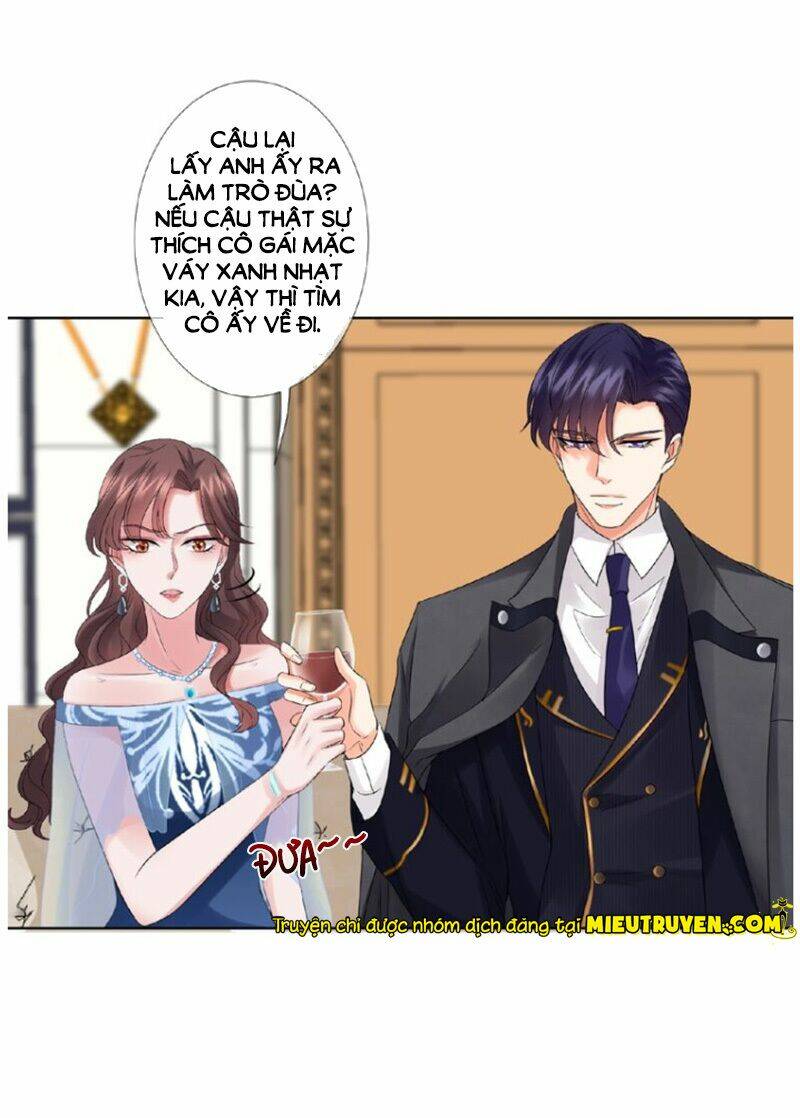 CẬU LẠI
LẤY ANH ẤY RA
LÀM TRÒ ĐÙA?
NẾU CẬU THẬT SỰ
THÍCH CÔ GÁI MẶC
VÁY XANH NHẠT
KIA, VẬY THÌ TÌM
CÔ ẤY VỀ ĐI.
ĐƯA~~
Truyện chỉ được nhóm dịch đăng tại MIEUTRUYEN.COM